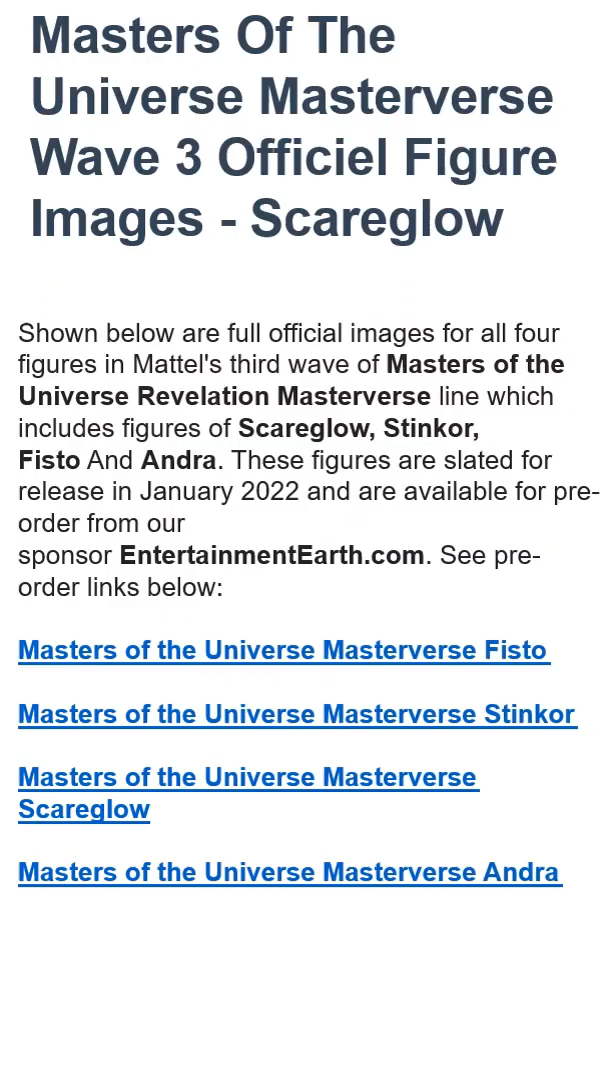 Masters Of The
Universe Masterverse
Wave 3 Officiel Figure
Images - Scareglow
Shown below are full official images for all four
figures in Mattel's third wave of Masters of the
Universe Revelation Masterverse line which
includes figures of Scareglow, Stinkor,
Fisto And Andra. These figures are slated for
release in January 2022 and are available for pre-
order from our
sponsor EntertainmentEarth.com. See pre-
order links below:
Masters of the Universe Masterverse Fisto
Masters of the Universe Masterverse Stinkor
Masters of the Universe Masterverse
Scareglow
Masters of the Universe Masterverse Andra